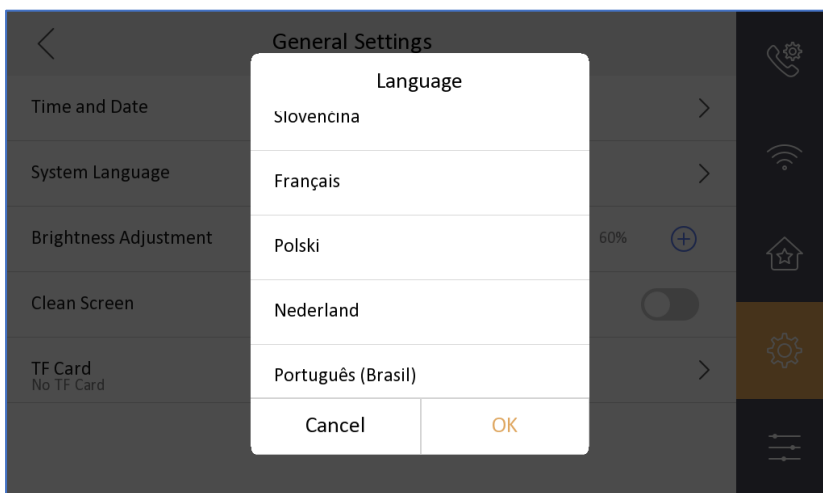 General Settings
Language
Time and Date
Slovenčina
System Language
Français
Brightness Adjustment
Polski
60%
Clean Screen
Nederland
TF Card
No TF Card
Português (Brasil)
Cancel
OK